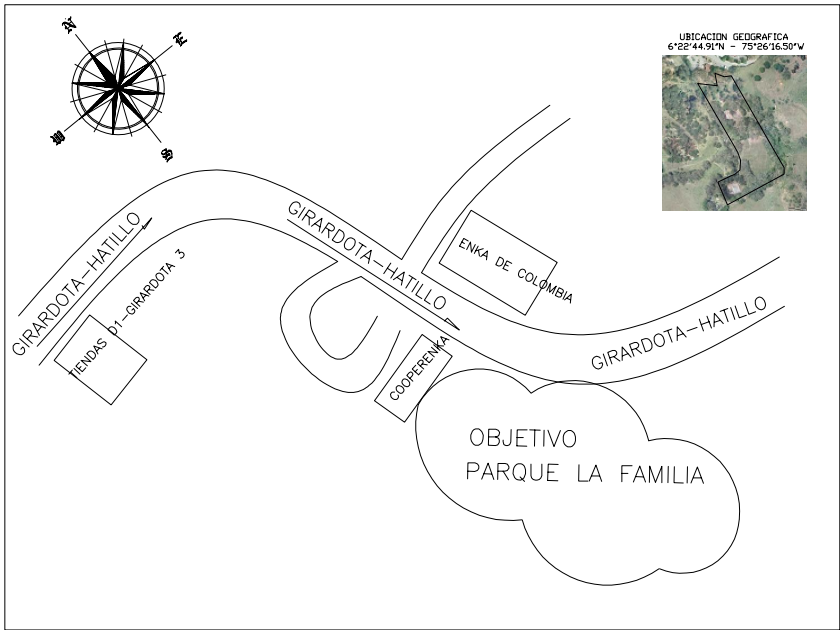 N
E
W
S
UBICACION GEOGRAFICA
6°22'44.91"N - 75°26'16.50"W
GIRARDOTA-HATILLO
TIENDAS D1-GIRARDOTA 3
GIRARDOTA-HATILLO
ENKA DE COLOMBIA
COOPERENKA
GIRARDOTA-HATILLO
OBJETIVO
PARQUE LA FAMILIA